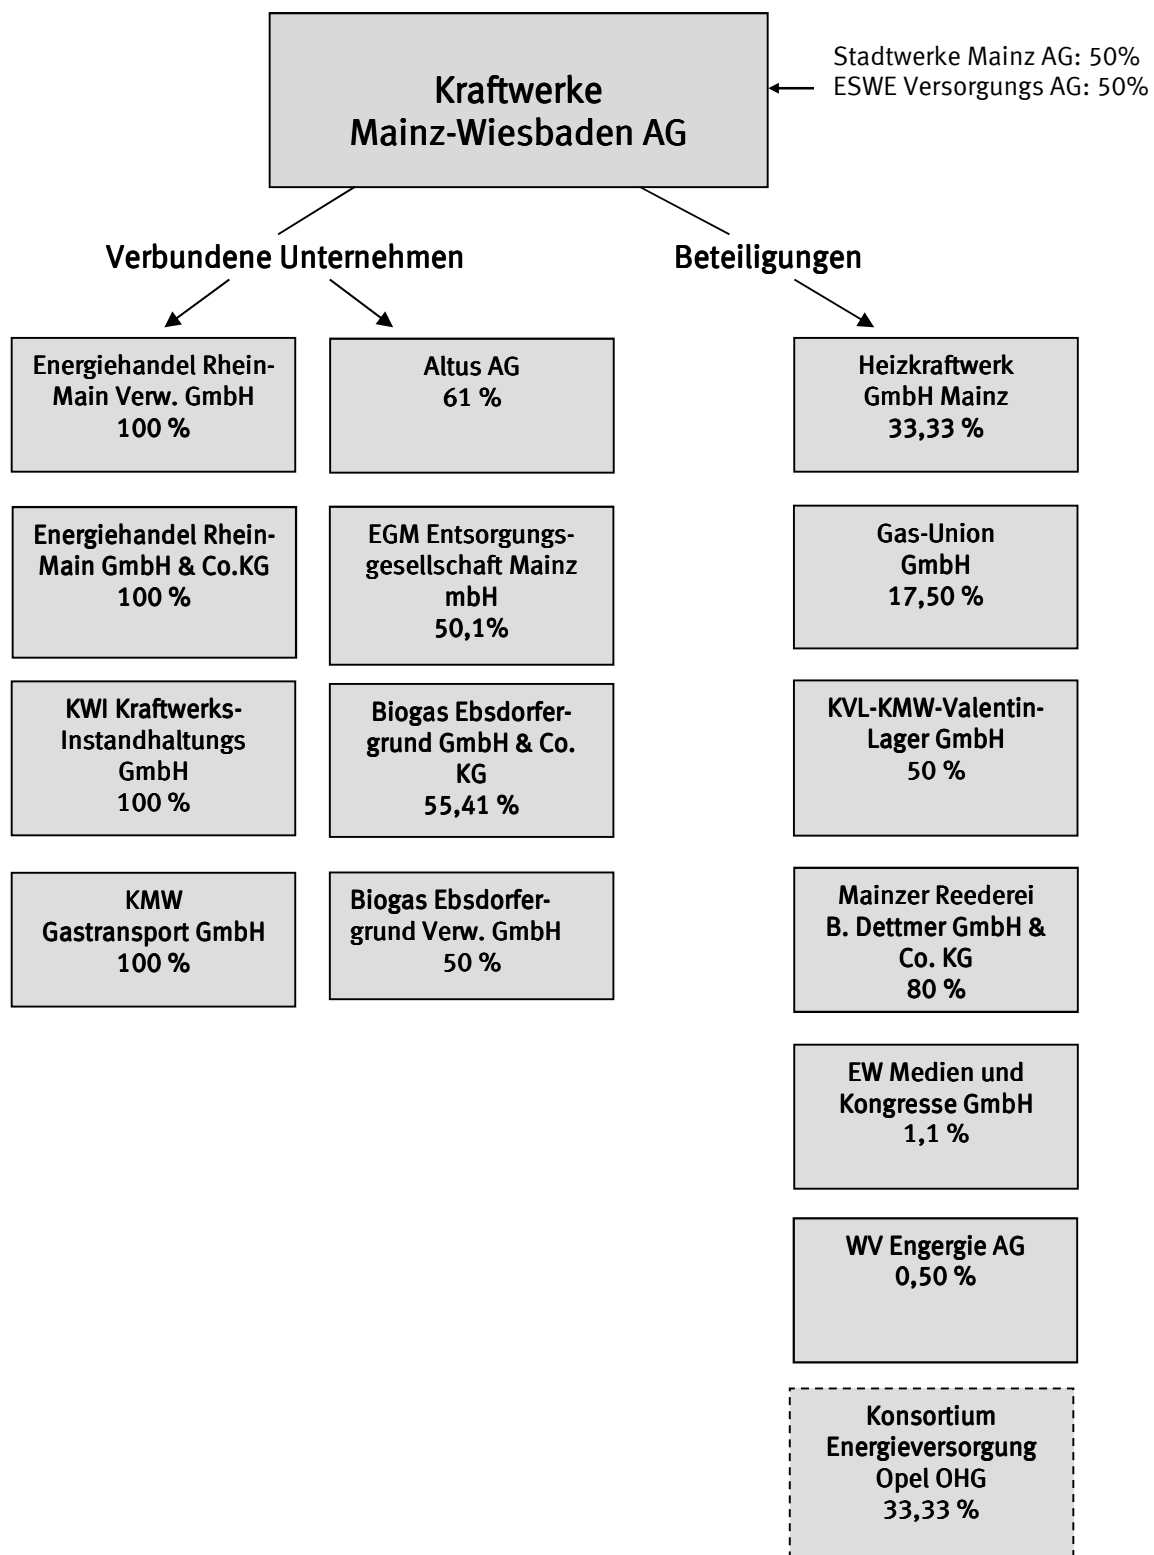 Kraftwerke
Mainz-Wiesbaden AG
Stadtwerke Mainz AG: 50%
ESWE Versorgungs AG: 50%
Verbundene Unternehmen
Beteiligungen
Energiehandel Rhein-
Main Verw. GmbH
100 %
Energiehandel Rhein-
Main GmbH & Co.KG
100 %
KWI Kraftwerks-
Instandhaltungs
GmbH
100 %
KMW
Gastransport GmbH
100 %
Altus AG
61 %
EGM Entsorgungs-
gesellschaft Mainz
mbH
50,1%
Biogas Ebsdorfer-
grund GmbH & Co.
KG
55,41 %
Biogas Ebsdorfer-
grund Verw. GmbH
50 %
Heizkraftwerk
GmbH Mainz
33,33 %
Gas-Union
GmbH
17,50 %
KVL-KMW-Valentin-
Lager GmbH
50 %
Mainzer Reederei
B. Dettmer GmbH &
Co. KG
80 %
EW Medien und
Kongresse GmbH
1,1 %
WV Engergie AG
0,50 %
Konsortium
Energieversorgung
Opel OHG
33,33 %